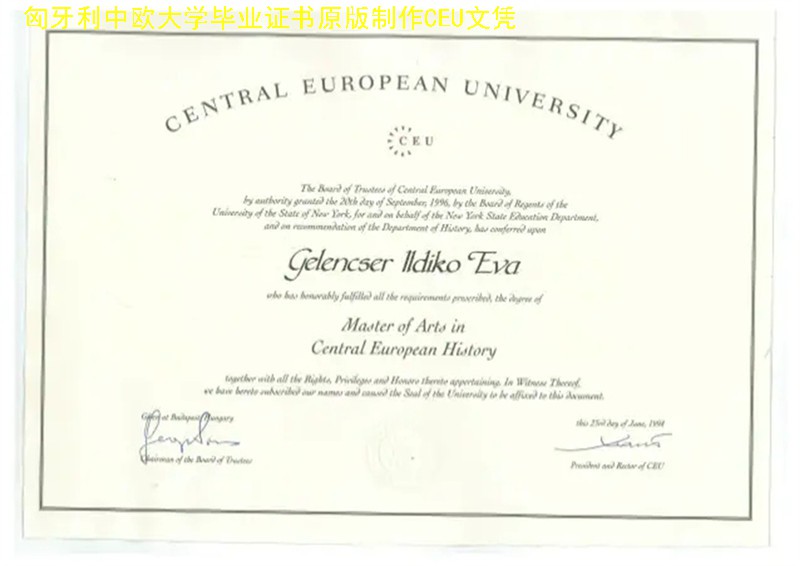 匈牙利中欧大学毕业证书原版制作CEU文凭
CENTRAL EUROPEAN UNIVERSITY
CEU
The Board of Trustees of Central European University,
by authority granted the 20th day of September, 1996, by the Board of Regents of the
University of the State of New York, for and on behalf of the New York State Education Department,
and on recommendation of the Department of History, has conferred upon
Gelencser Ildiko Eva
who has honorably fulfilled all the requirements prescribed, the degree of
Master of Arts in
Central European History
together with all the Rights, Privileges and Honors thereto appertaining. In Witness Thereof,
we have hereto subscribed our names and caused the Seal of the University to be affixed to this document.
Given at Budapest Hungary
this 23rd day of June, 1994
Chairman of the Board of Trustees
President and Rector of CEU